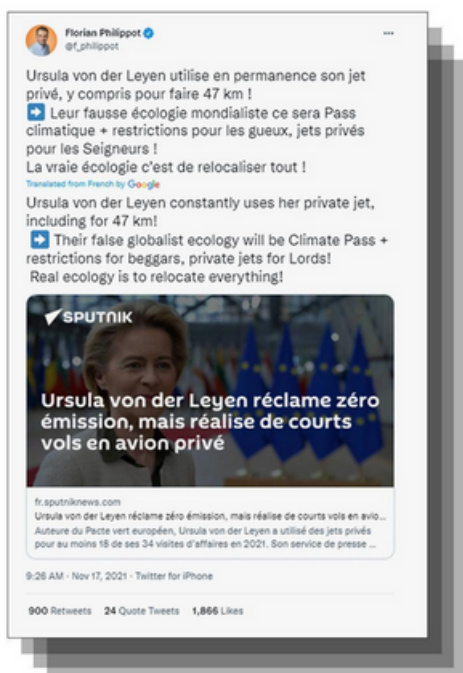 Florian Philippot
@f_philippot
Ursula von der Leyen utilise en permanence son jet
privé, y compris pour faire 47 km !
➡ Leur fausse écologie mondialiste ce sera Pass
climatique + restrictions pour les gueux, jets privés
pour les Seigneurs !
La vraie écologie c'est de relocaliser tout !
Translated from French by Google
Ursula von der Leyen constantly uses her private jet,
including for 47 km!
➡ Their false globalist ecology will be Climate Pass +
restrictions for beggars, private jets for Lords!
Real ecology is to relocate everything!
SPUTNIK
Ursula von der Leyen réclame zéro
émission, mais réalise de courts
vols en avion privé
fr.sputniknews.com
Ursula von der Leyen réclame zéro émission, mais réalise de courts vols en avio...
Auteure du Pacte vert européen, Ursula von der Leyen a utilisé des jets privés
pour au moins 18 de ses 34 visites d'affaires en 2021. Son service de presse ...
9:26 AM · Nov 17, 2021 · Twitter for iPhone
900 Retweets 24 Quote Tweets 1,866 Likes